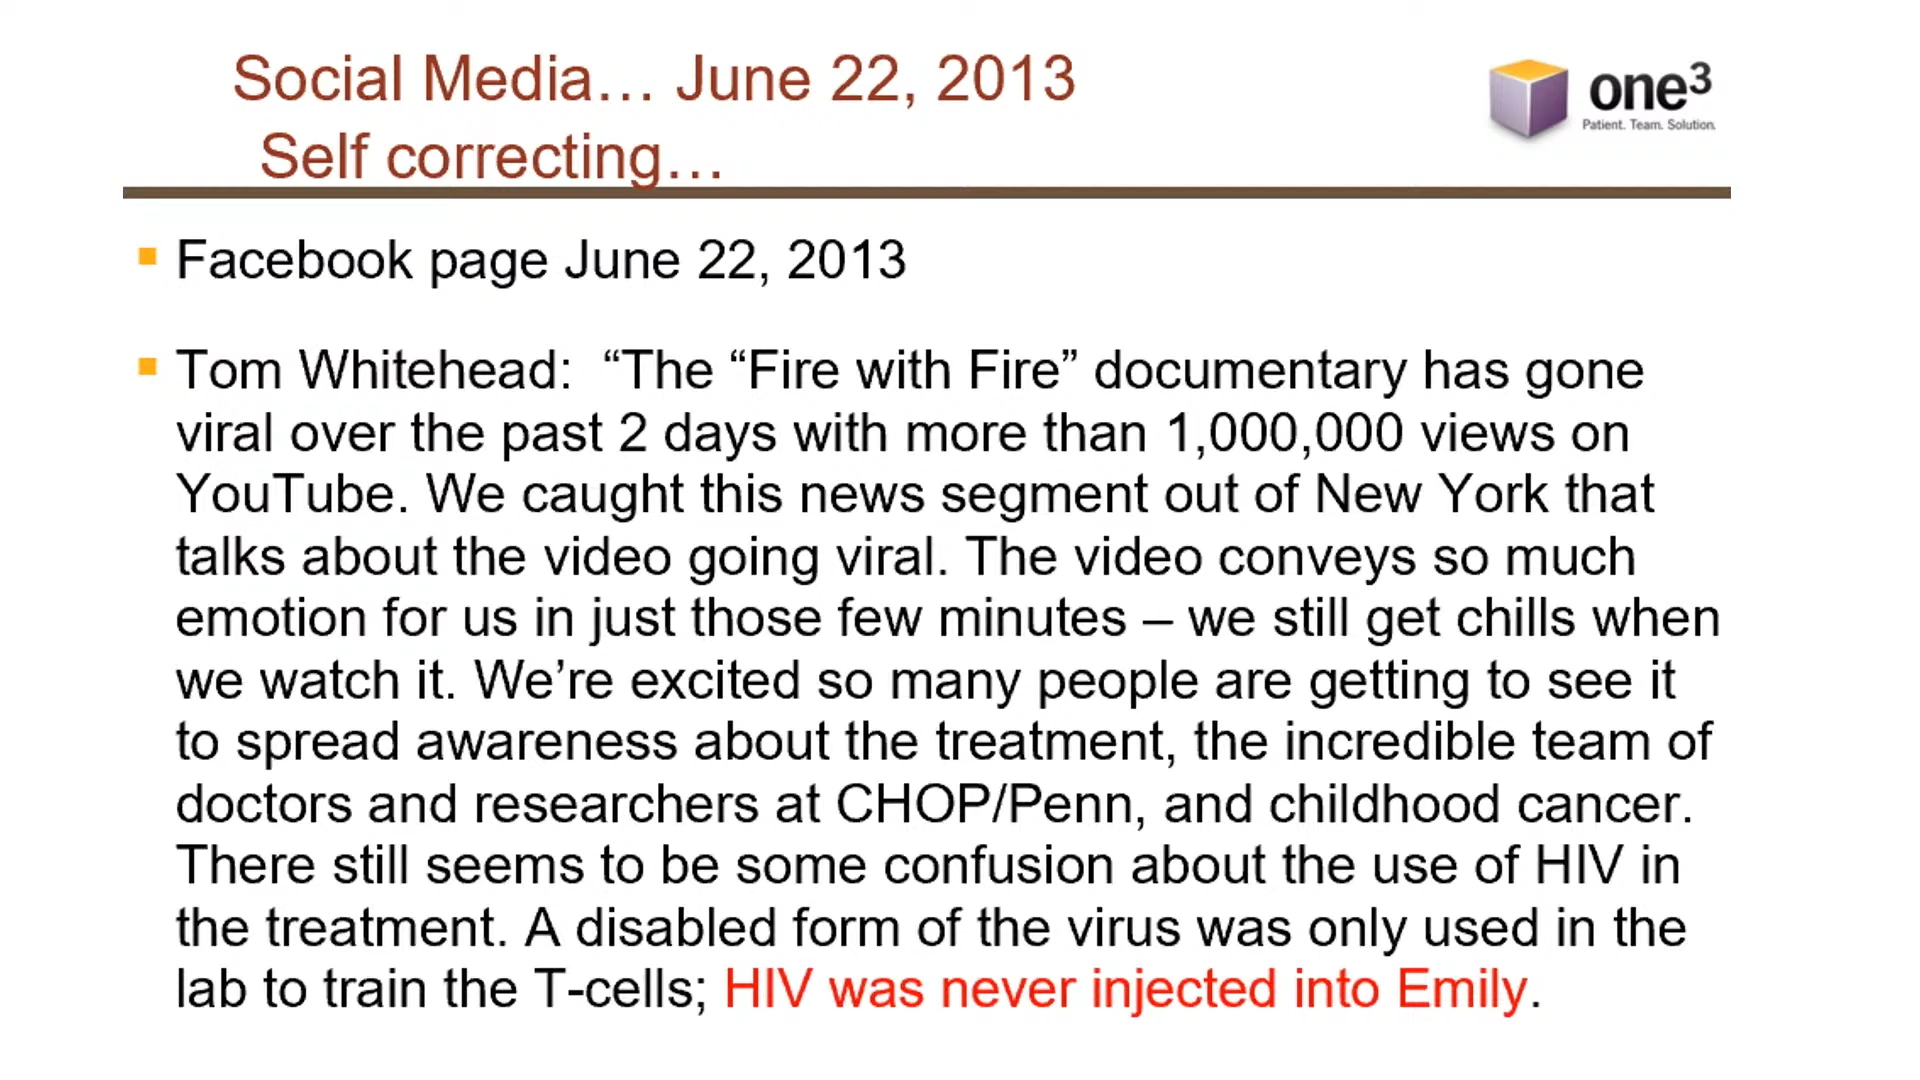 Social Media… June 22, 2013
Self correcting…
one³
Patient. Team. Solution.
Facebook page June 22, 2013
Tom Whitehead:  “The “Fire with Fire” documentary has gone
viral over the past 2 days with more than 1,000,000 views on
YouTube. We caught this news segment out of New York that
talks about the video going viral. The video conveys so much
emotion for us in just those few minutes – we still get chills when
we watch it. We’re excited so many people are getting to see it
to spread awareness about the treatment, the incredible team of
doctors and researchers at CHOP/Penn, and childhood cancer.
There still seems to be some confusion about the use of HIV in
the treatment. A disabled form of the virus was only used in the
lab to train the T-cells; HIV was never injected into Emily.